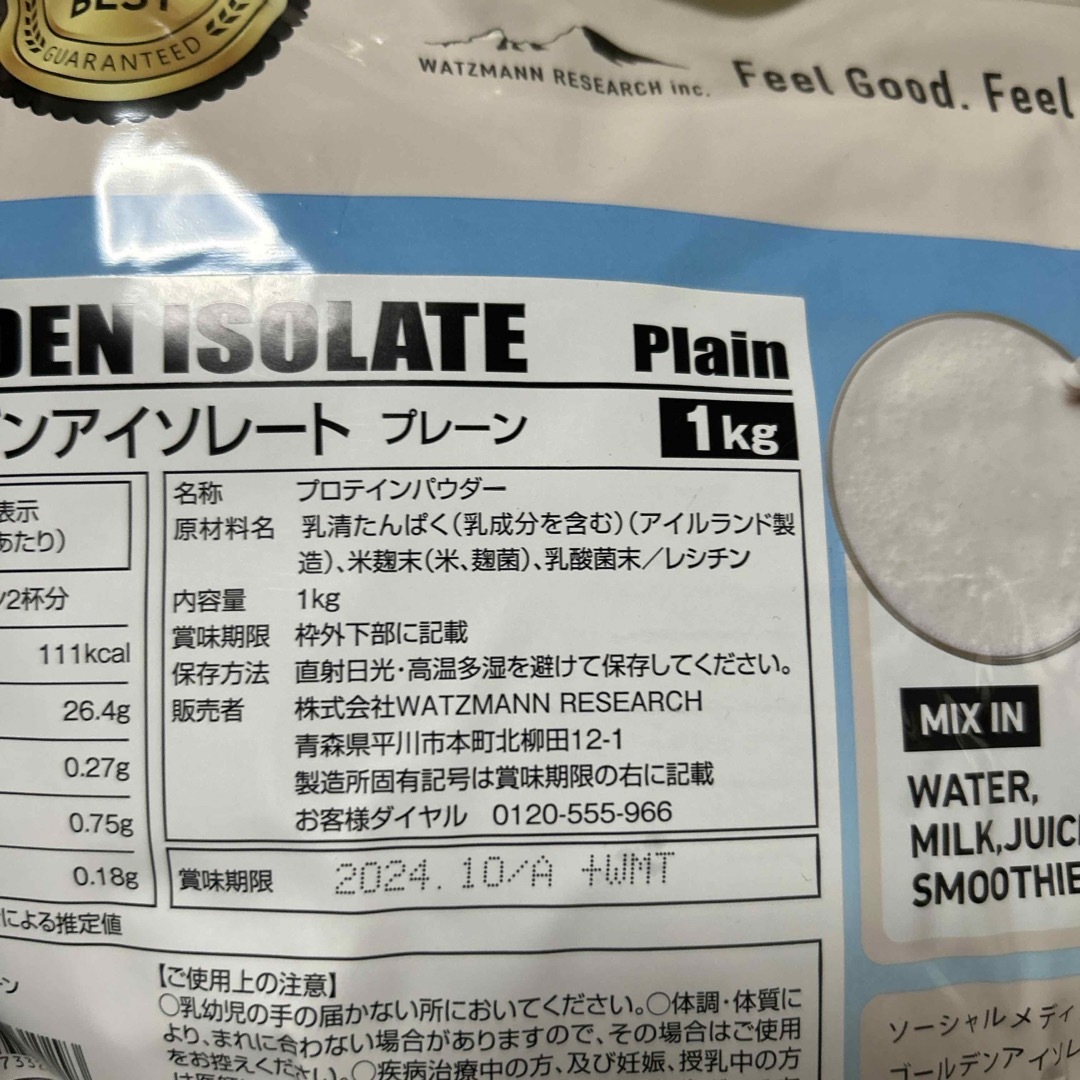 BEST
GUARANTEED
WATZMANN RESEARCH inc.
Feel Good. Feel
DEN ISOLATE Plain
ンアイソレート プレーン 1kg
表示
あたり)
2杯分
111kcal
26.4g
0.27g
0.75g
0.18g
による推定値
名称 プロテインパウダー
原材料名 乳清たんぱく(乳成分を含む)(アイルランド製
造)、米麹末(米、麹菌)、乳酸菌末/レシチン
内容量 1kg
賞味期限 枠外下部に記載
保存方法 直射日光・高温多湿を避けて保存してください。
販売者 株式会社WATZMANN RESEARCH
青森県平川市本町北柳田12-1
製造所固有記号は賞味期限の右に記載
お客様ダイヤル 0120-555-966
賞味期限 2024.10/A +WMT
【ご使用上の注意】
○乳幼児の手の届かない所においてください。○体調・体質に
より、まれに合わない場合がありますので、その場合はご使用
をお控えください。○疾病治療中の方、及び妊娠、授乳中の方
MIX IN
WATER,
MILK,JUIC
SMOOTHIE
ソーシャルメディ
ゴールデンアイソレ